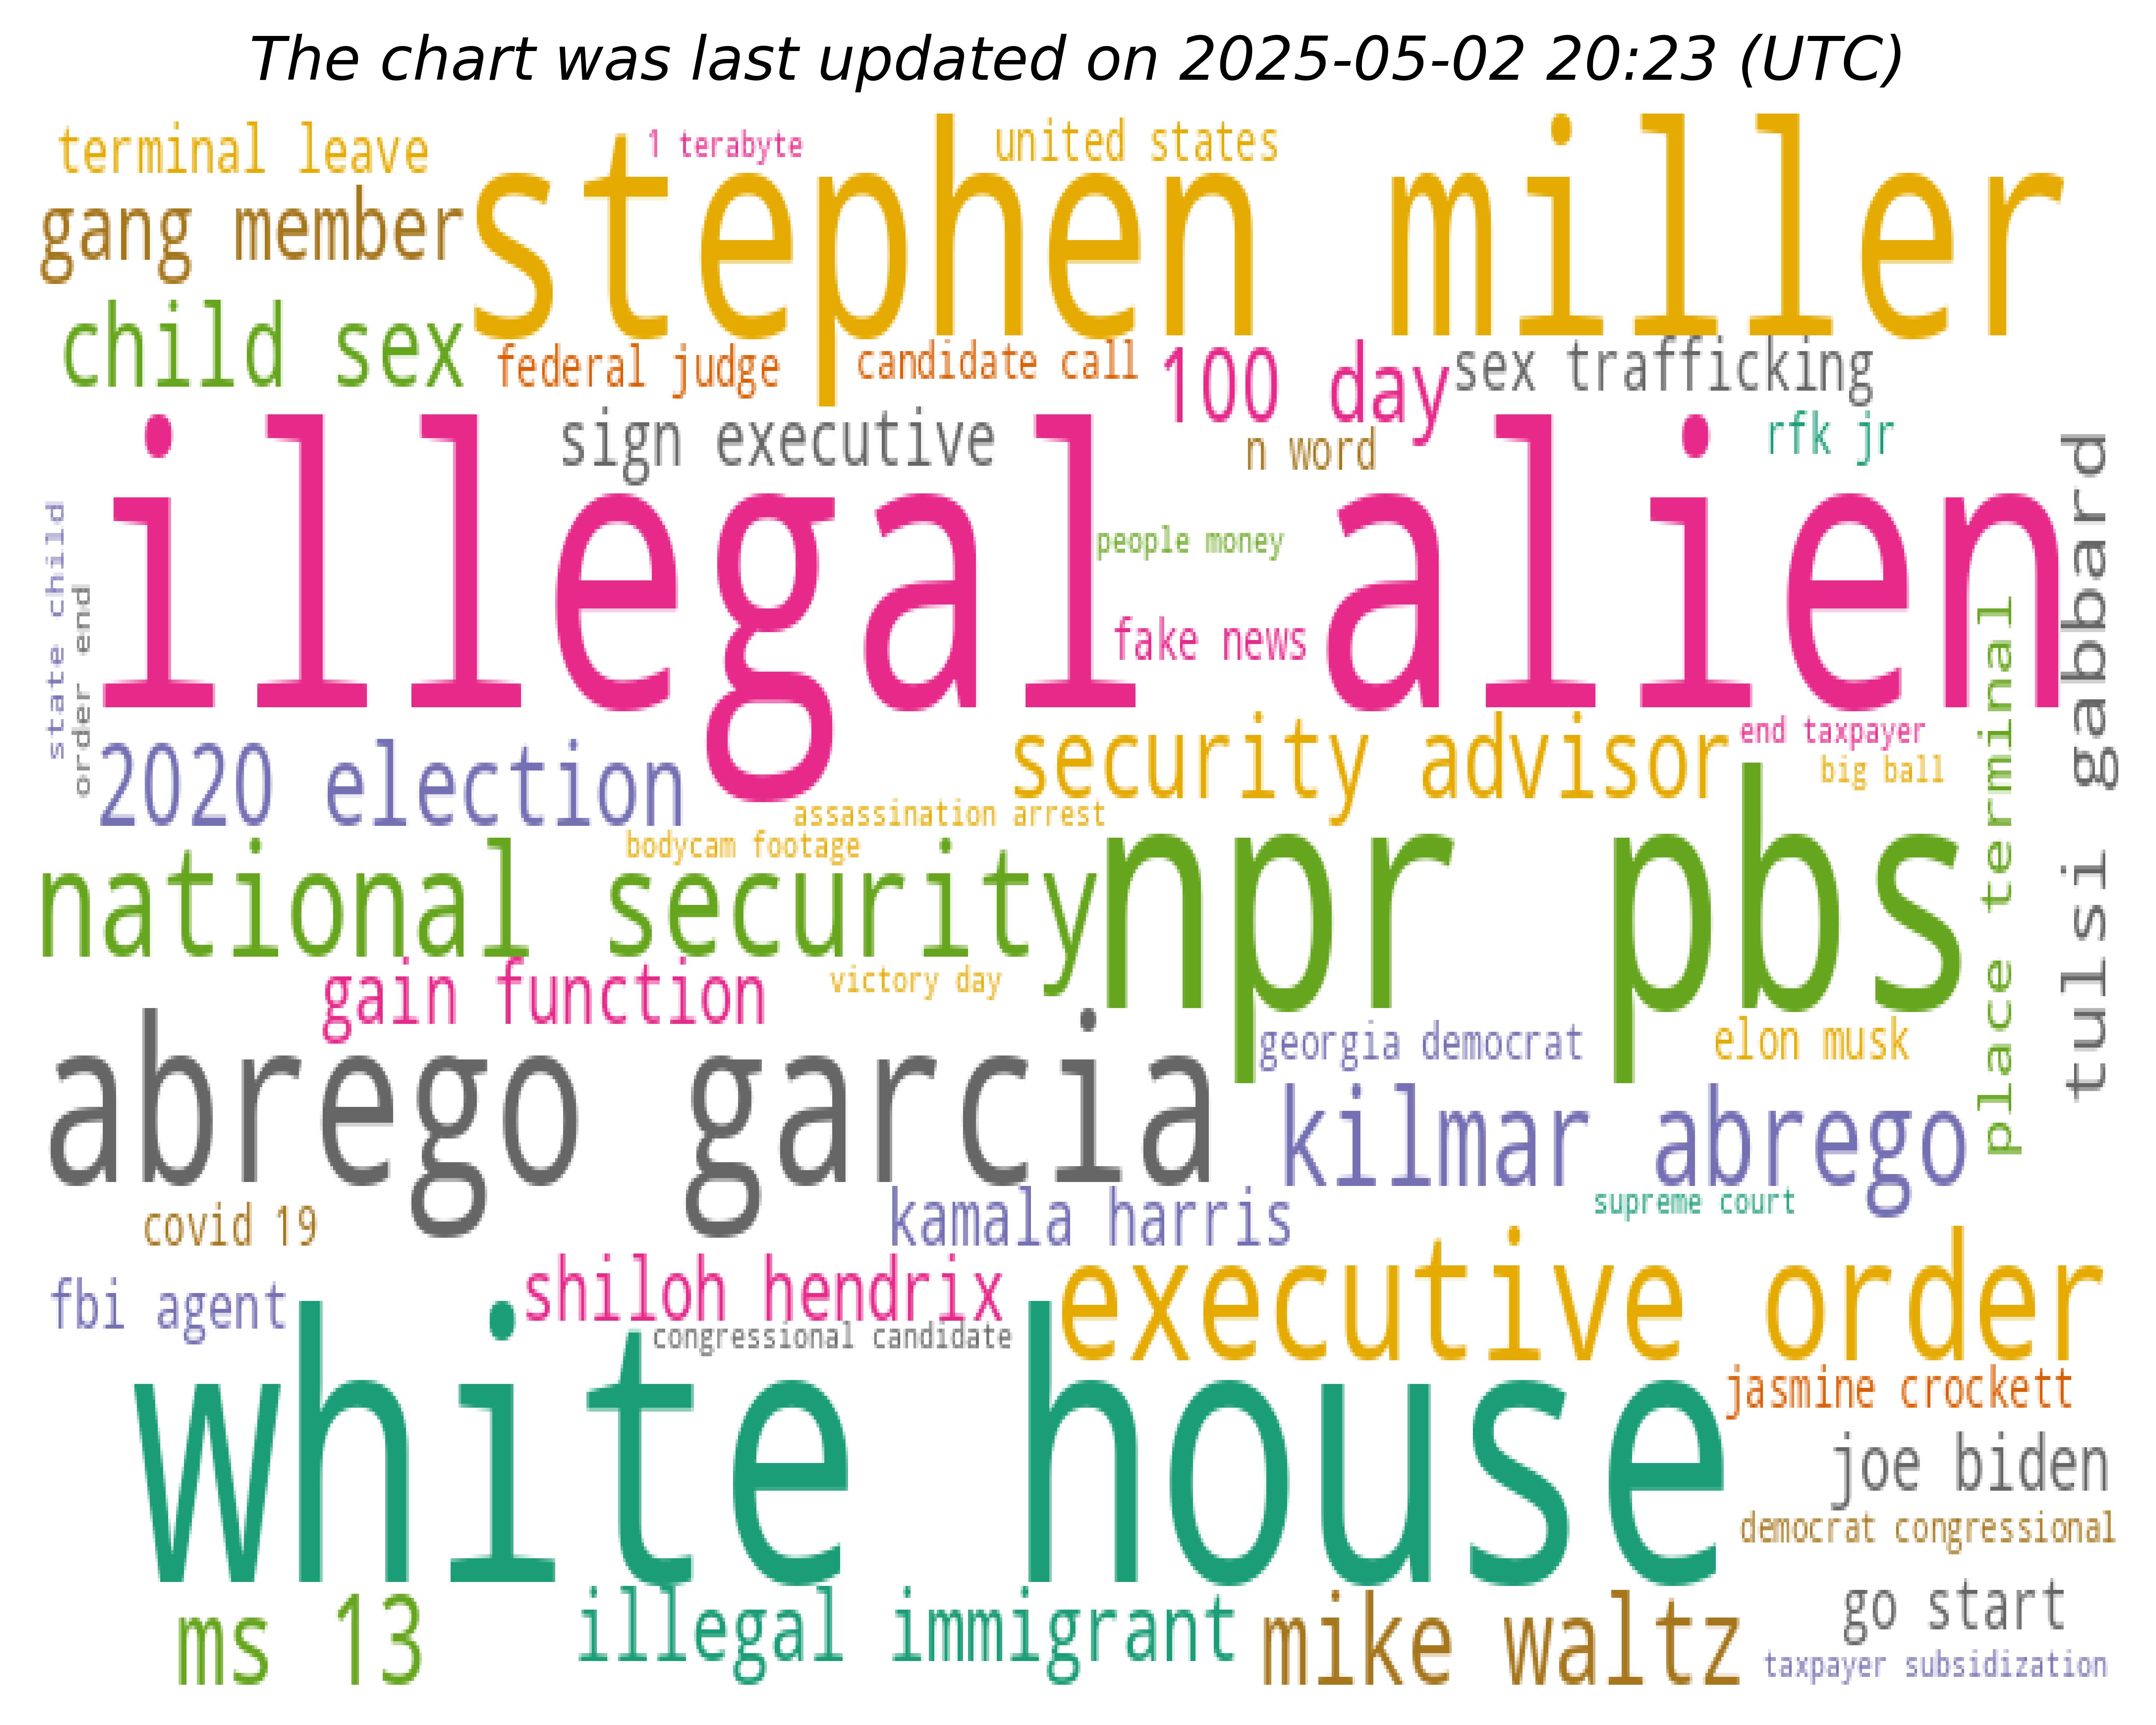 The chart was last updated on 2025-05-02 20:23 (UTC)
terminal leave
1 terabyte
united states
stephen miller
gang member
child sex
federal judge
candidate call
100 day
sex trafficking
sign executive
n word
rfk jr
illegal alien
people money
fake news
state child
order end
tulsi gabbard
place terminal
2020 election
security advisor
end taxpayer
big ball
assassination arrest
bodycam footage
national security
npr pbs
gain function
victory day
abrego garcia
georgia democrat
elon musk
kilmar abrego
covid 19
kamala harris
supreme court
fbi agent
shiloh hendrix
executive order
congressional candidate
white house
jasmine crockett
joe biden
democrat congressional
ms 13
illegal immigrant
mike waltz
go start
taxpayer subsidization